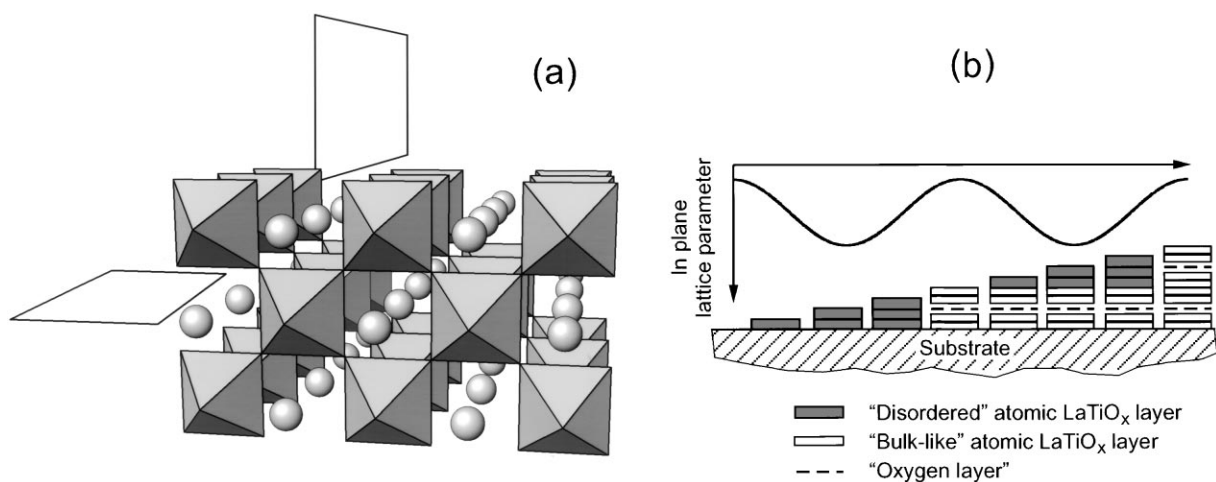 (a)
(b)
In plane
lattice parameter
Substrate
“Disordered” atomic LaTiOₓ layer
“Bulk-like” atomic LaTiOₓ layer
“Oxygen layer”